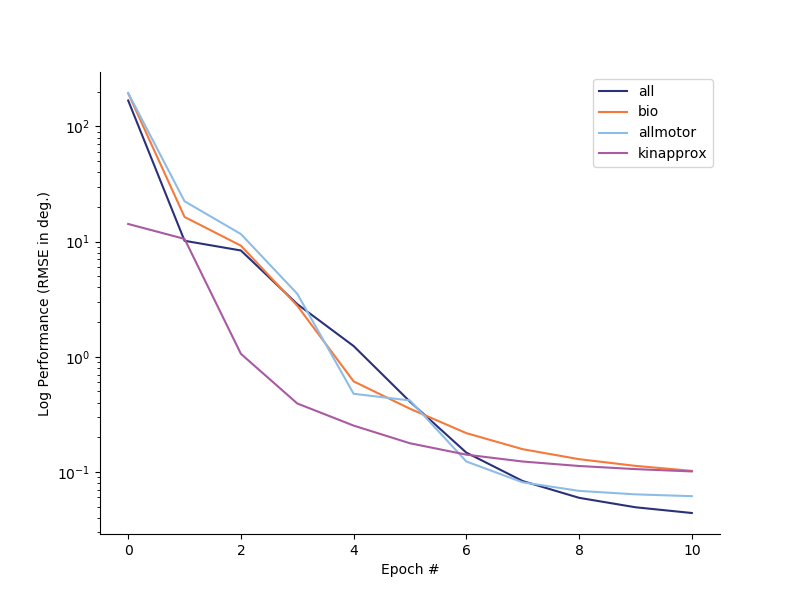 all
bio
allmotor
kinapprox
10²
10¹
10⁰
10⁻¹
Log Performance (RMSE in deg.)
0 2 4 6 8 10
Epoch #